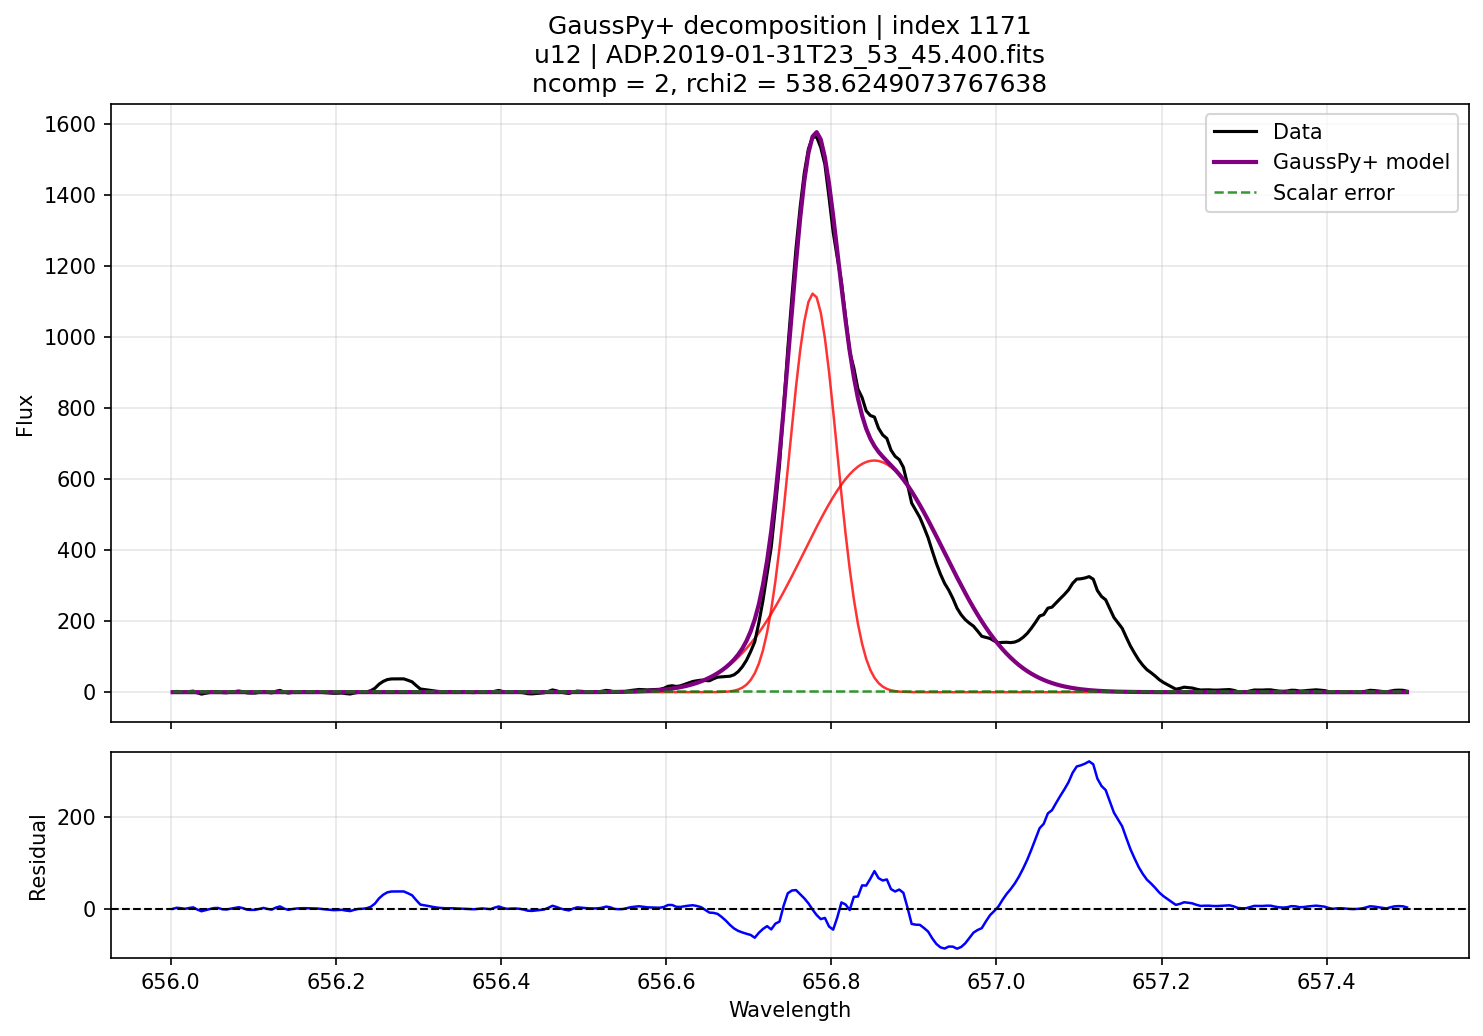 GaussPy+ decomposition | index 1171
u12 | ADP.2019-01-31T23_53_45.400.fits
ncomp = 2, rchi2 = 538.6249073767638
Data
GaussPy+ model
Scalar error
1600
1400
1200
1000
800
600
400
200
0
Flux
200
0
Residual
656.0
656.2
656.4
656.6
656.8
657.0
657.2
657.4
Wavelength